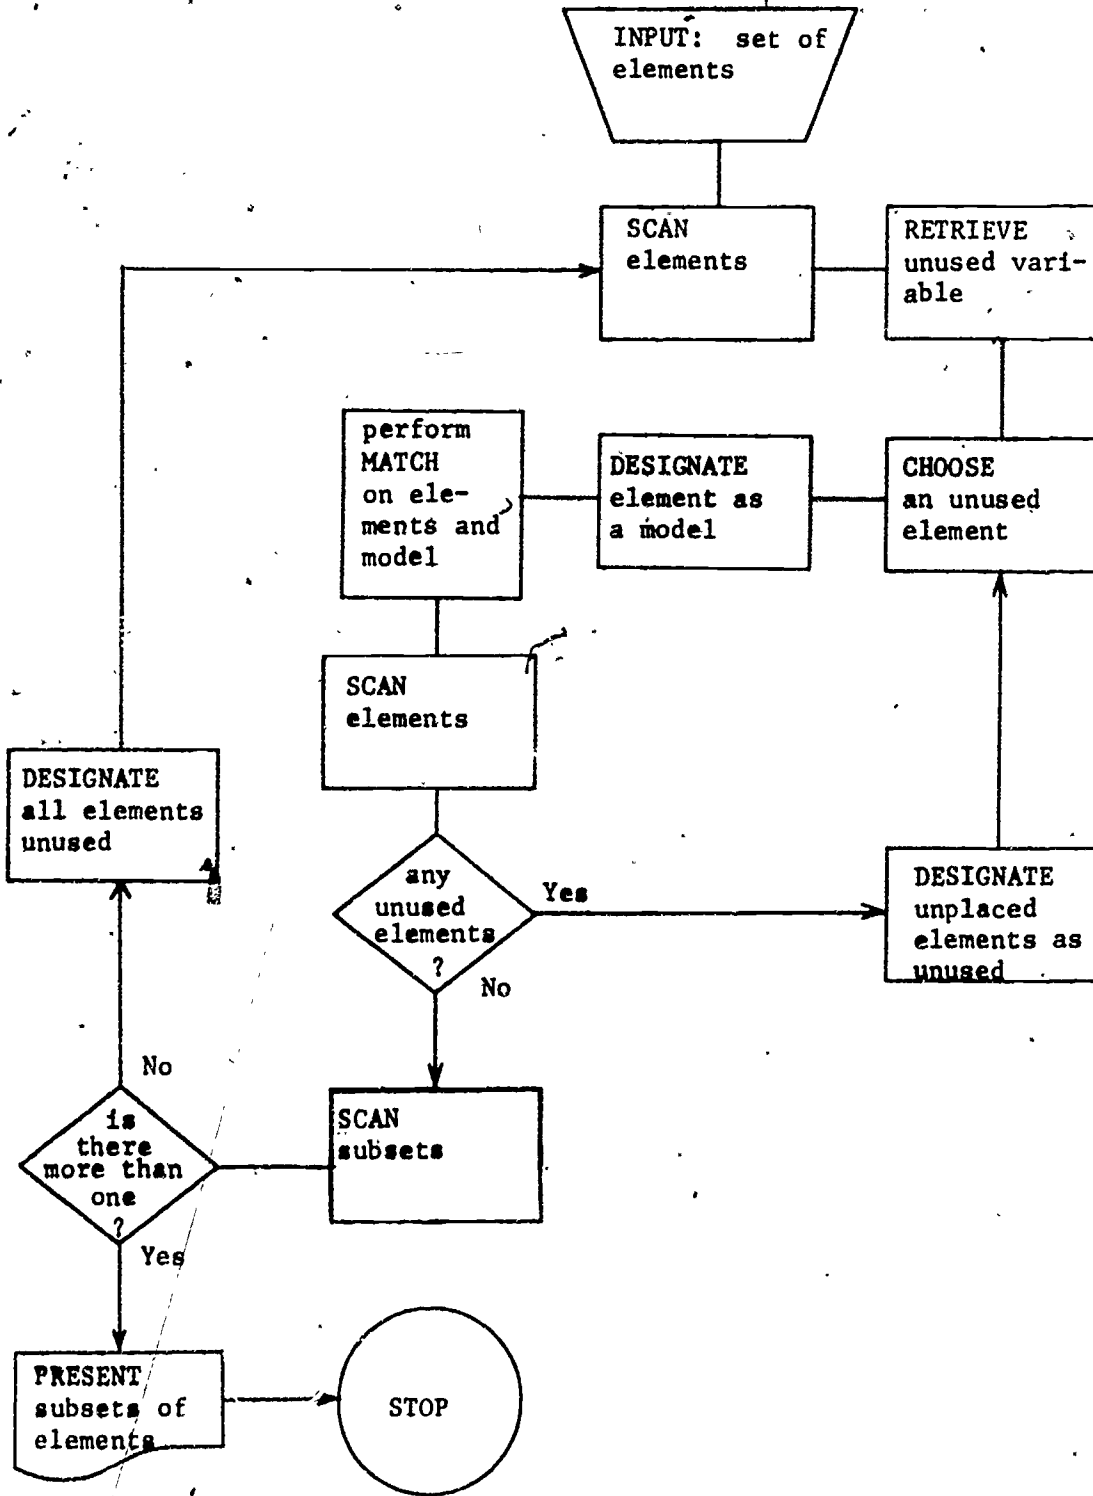 INPUT: set of
elements
SCAN
elements
RETRIEVE
unused vari-
able
perform
MATCH
on ele-
ments and
model
DESIGNATE
element as
a model
CHOOSE
an unused
element
SCAN
elements
DESIGNATE
all elements
unused
any
unused
elements
?
Yes
No
DESIGNATE
unplaced
elements as
unused
No
is
there
more than
one
?
Yes
SCAN
subsets
PRESENT
subsets of
elements
STOP